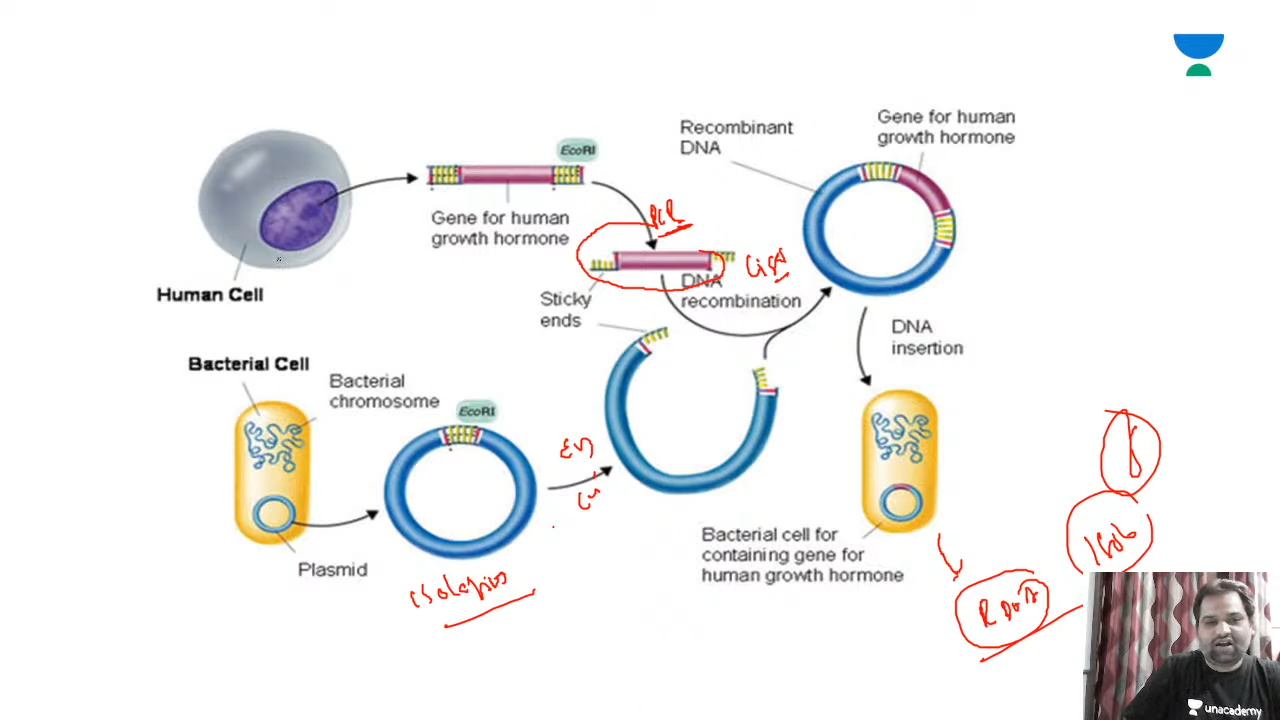 Recombinant
DNA
Gene for human
growth hormone
EcoRI
Gene for human
growth hormone
PCR
DNA
recombination
Sticky
ends
Human Cell
DNA
insertion
Bacterial Cell
Bacterial
chromosome
EcoRI
Plasmid
Bacterial cell for
containing gene for
human growth hormone
Isolation
unacademy